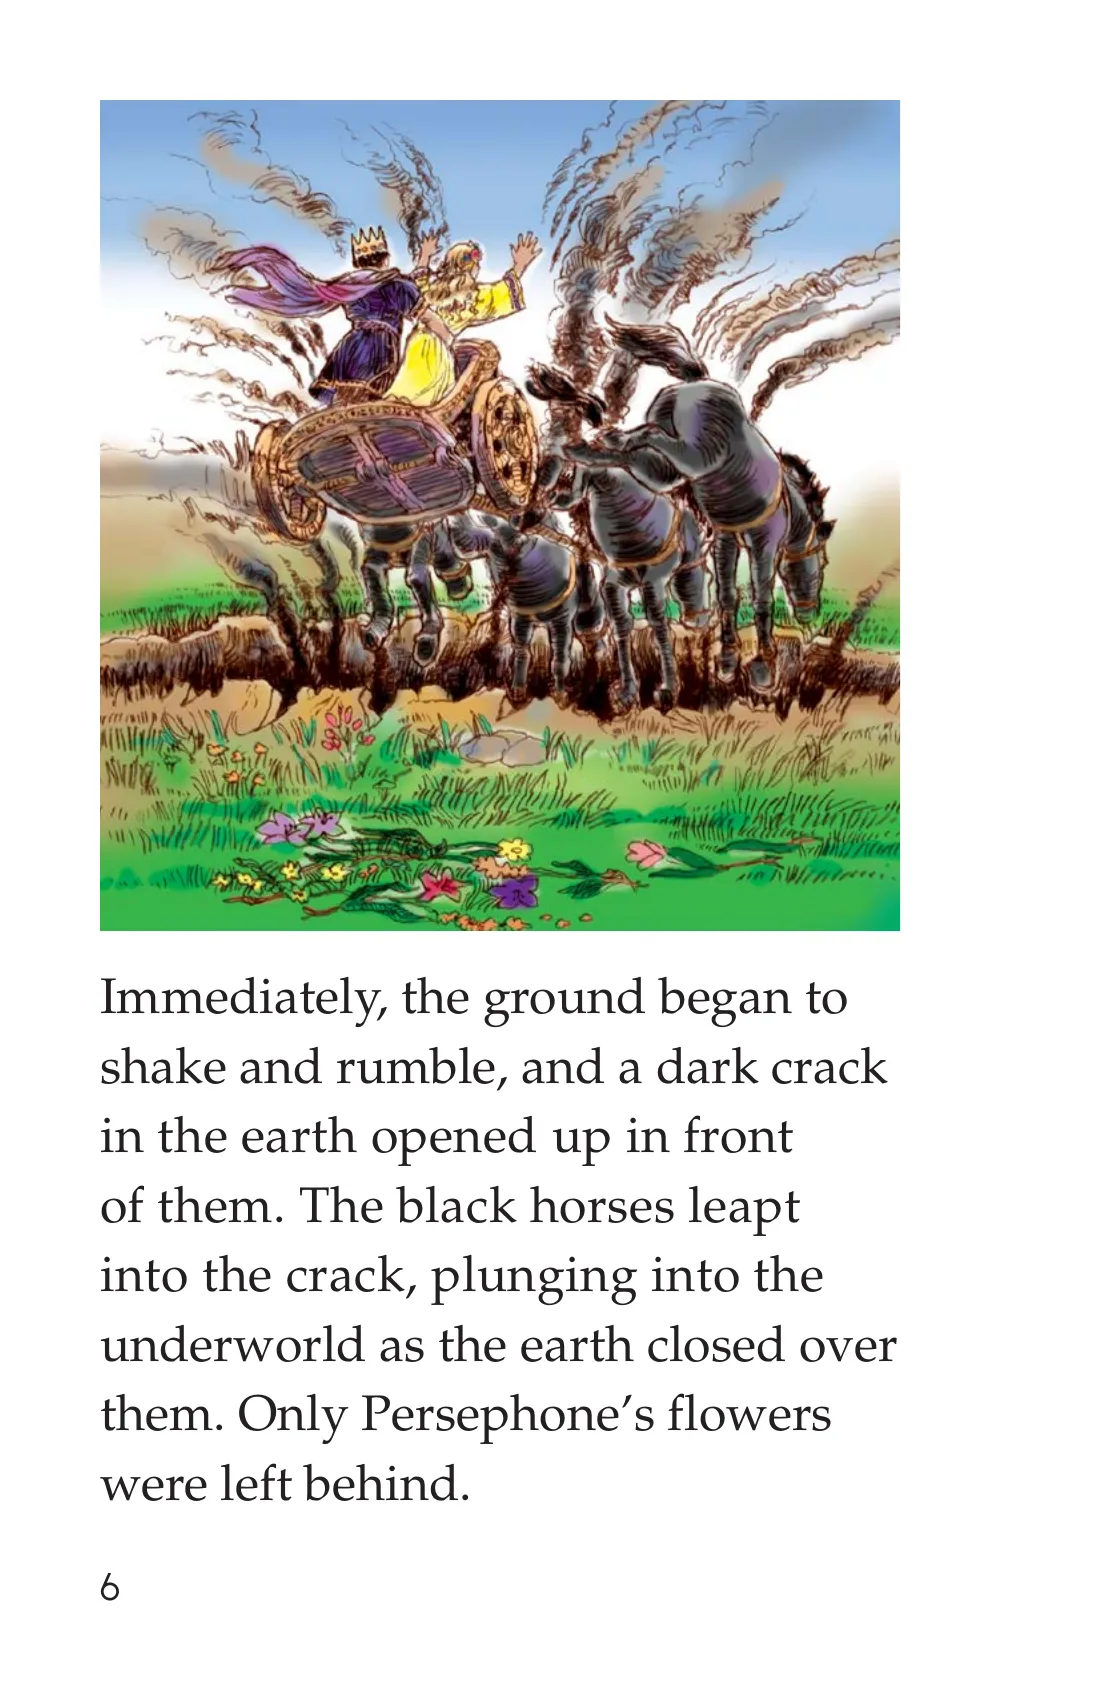 Immediately, the ground began to
shake and rumble, and a dark crack
in the earth opened up in front
of them. The black horses leapt
into the crack, plunging into the
underworld as the earth closed over
them. Only Persephone’s flowers
were left behind.
6